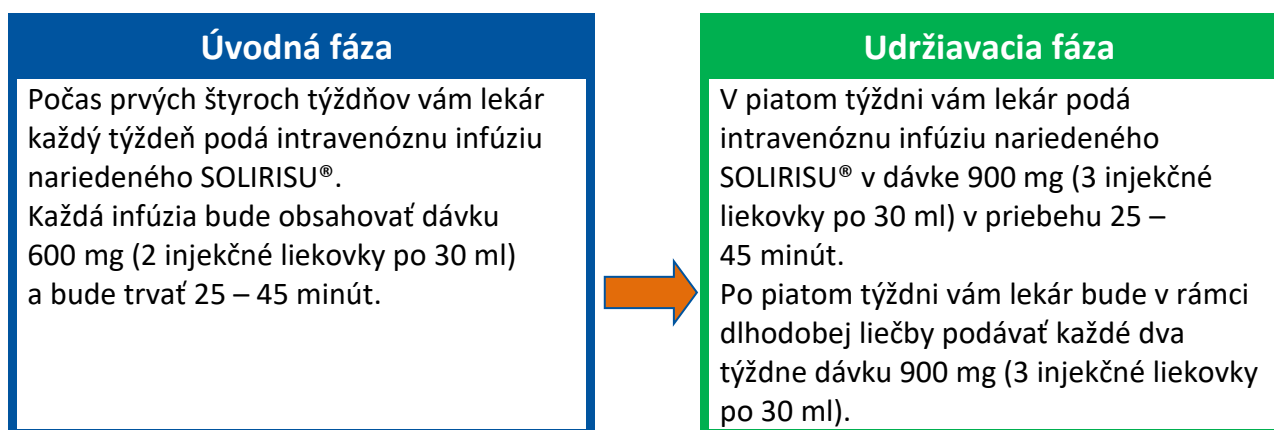 Úvodná fáza
Počas prvých štyroch týždňov vám lekár
každý týždeň podá intravenóznu infúziu
nariedeného SOLIRISU®.
Každá infúzia bude obsahovať dávku
600 mg (2 injekčné liekovky po 30 ml)
a bude trvať 25 – 45 minút.
Udržiavacia fáza
V piatom týždni vám lekár podá
intravenóznu infúziu nariedeného
SOLIRISU® v dávke 900 mg (3 injekčné
liekovky po 30 ml) v priebehu 25 –
45 minút.
Po piatom týždni vám lekár bude v rámci
dlhodobej liečby podávať každé dva
týždne dávku 900 mg (3 injekčné liekovky
po 30 ml).